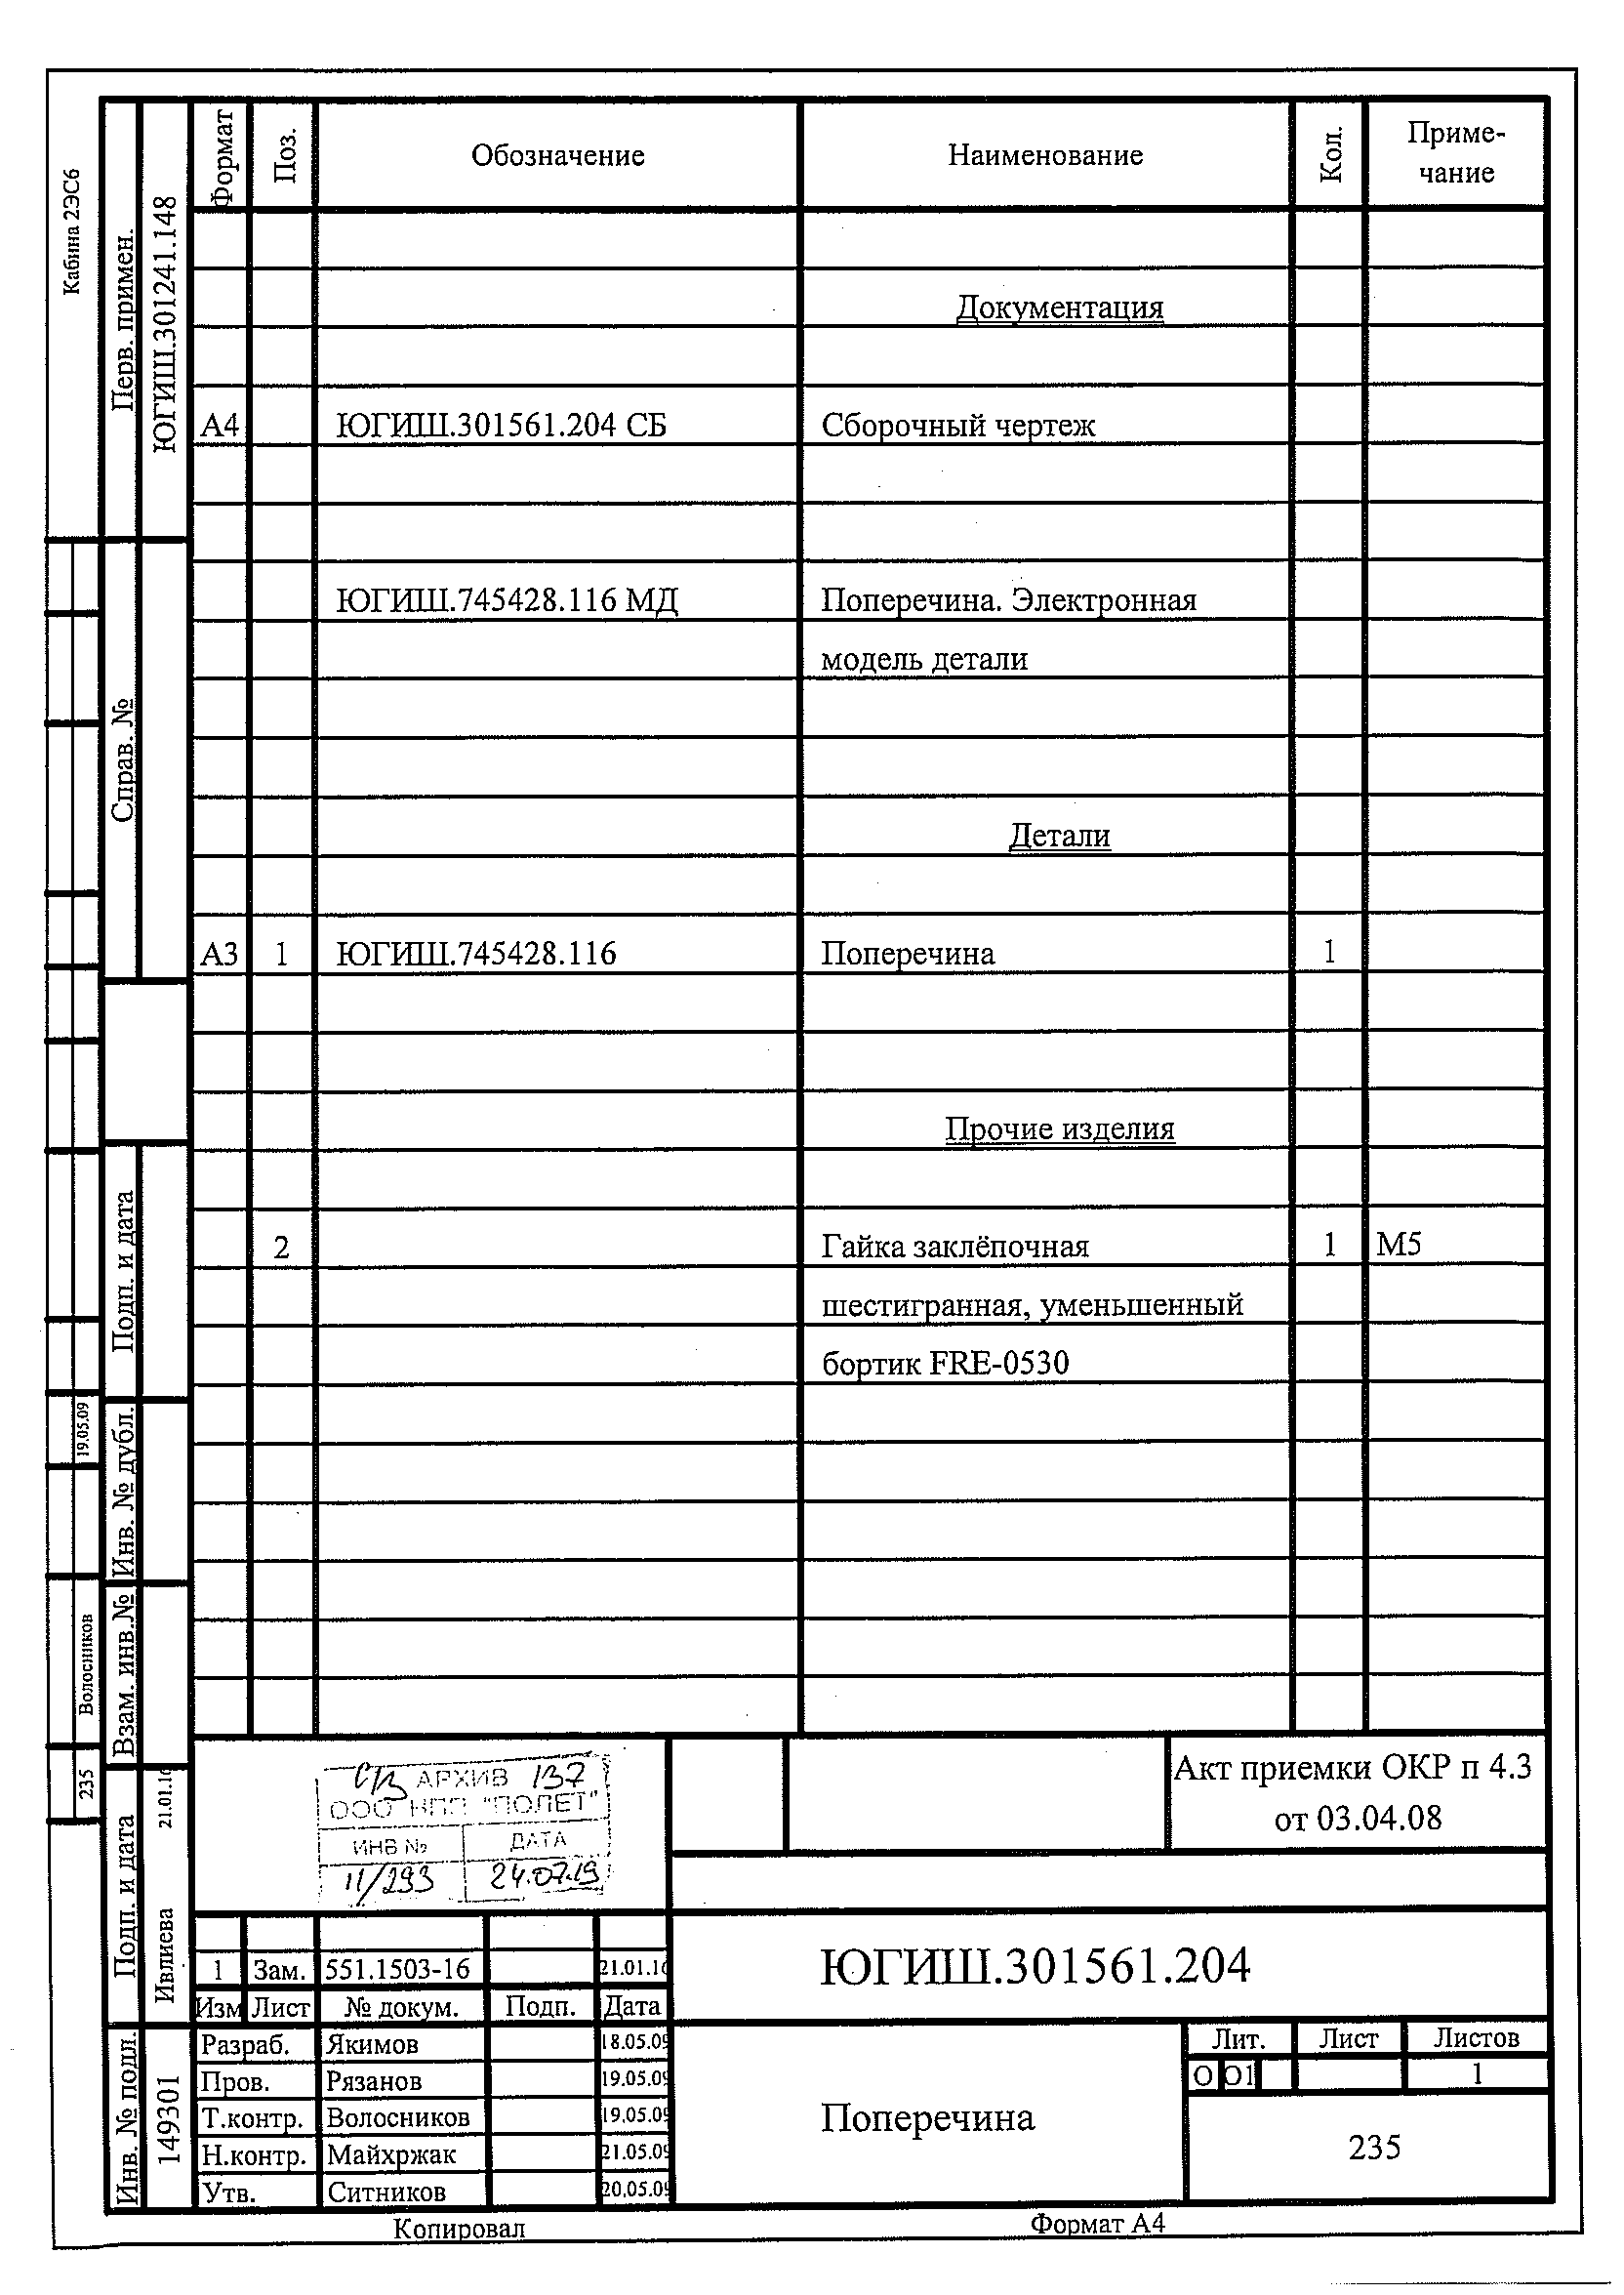 Формат
Поз.
Обозначение
Наименование
Кол.
Приме-
чание
Документация
А4 ЮГИШ.301561.204 СБ Сборочный чертеж
ЮГИШ.745428.116 МД Поперечина. Электронная
модель детали
Детали
А3 1 ЮГИШ.745428.116 Поперечина 1
Прочие изделия
2 Гайка заклёпочная 1 М5
шестигранная, уменьшенный
бортик FRE-0530
Кабина 2ЭС6
Перв. примен.
ЮГИШ.301241.148
Справ. №
Подп. и дата
19.05.09
Инв. № дубл.
Волосников
Взам. инв.№
235
Подп. и дата
Ивлиева 21.01.16
Инв. № подл.
149301
АРХИВ 137
ООО НПП "ПОЛЕТ"
ИНВ № ДАТА
11/293 24.07.19
Акт приемки ОКР п 4.3
от 03.04.08
1 Зам. 551.1503-16 21.01.16
Изм Лист № докум. Подп. Дата
ЮГИШ.301561.204
Разраб. Якимов 18.05.09
Пров. Рязанов 19.05.09
Т.контр. Волосников 19.05.09
Н.контр. Майхржак 21.05.09
Утв. Ситников 20.05.09
Поперечина
Лит. Лист Листов
О О1 1
235
Копировал
Формат А4